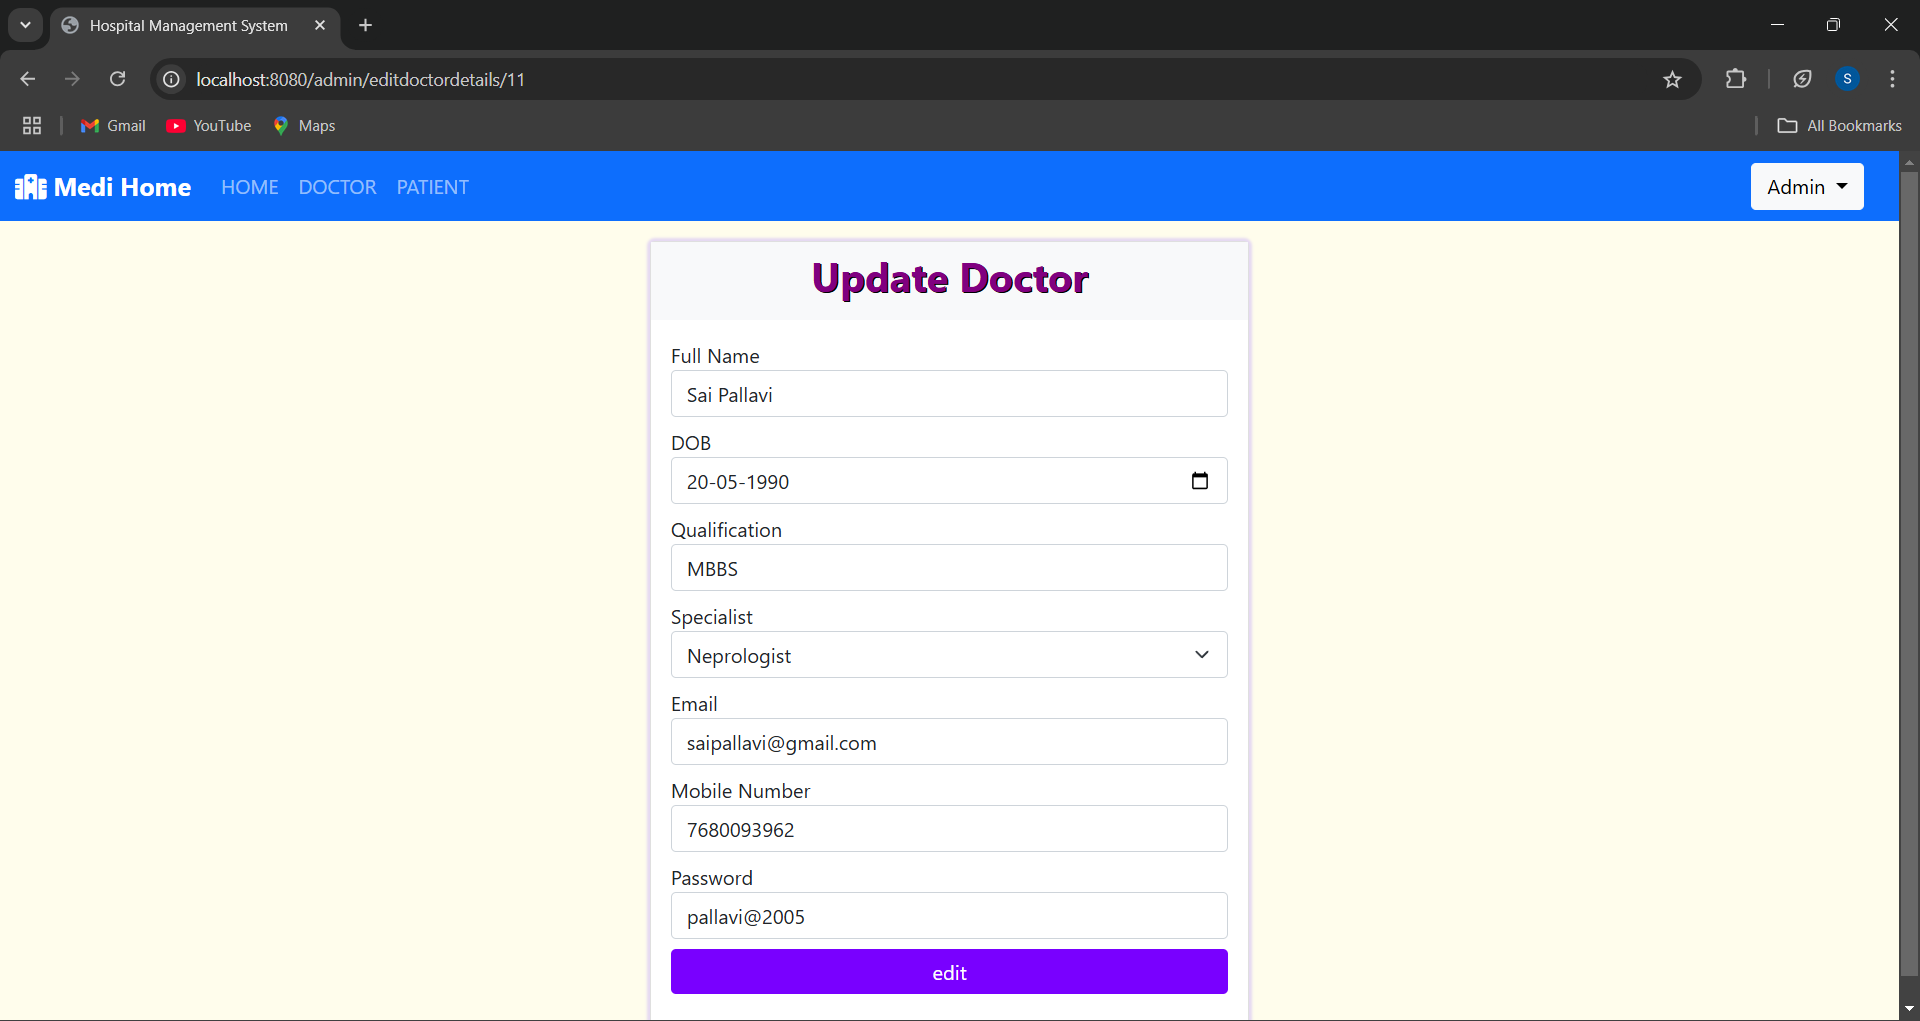 Hospital Management System
localhost:8080/admin/editdoctordetails/11
S
Gmail YouTube Maps All Bookmarks
Medi Home HOME DOCTOR PATIENT Admin
Update Doctor
Full Name
Sai Pallavi
DOB
20-05-1990
Qualification
MBBS
Specialist
Neprologist
Email
saipallavi@gmail.com
Mobile Number
7680093962
Password
pallavi@2005
edit